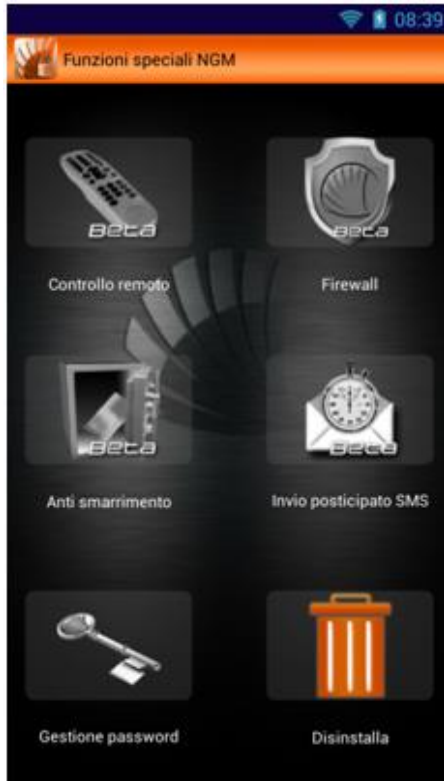 08:39
Funzioni speciali NGM
Beta
Beta
Controllo remoto
Firewall
Beta
Beta
Anti smarrimento
Invio posticipato SMS
Gestione password
Disinstalla